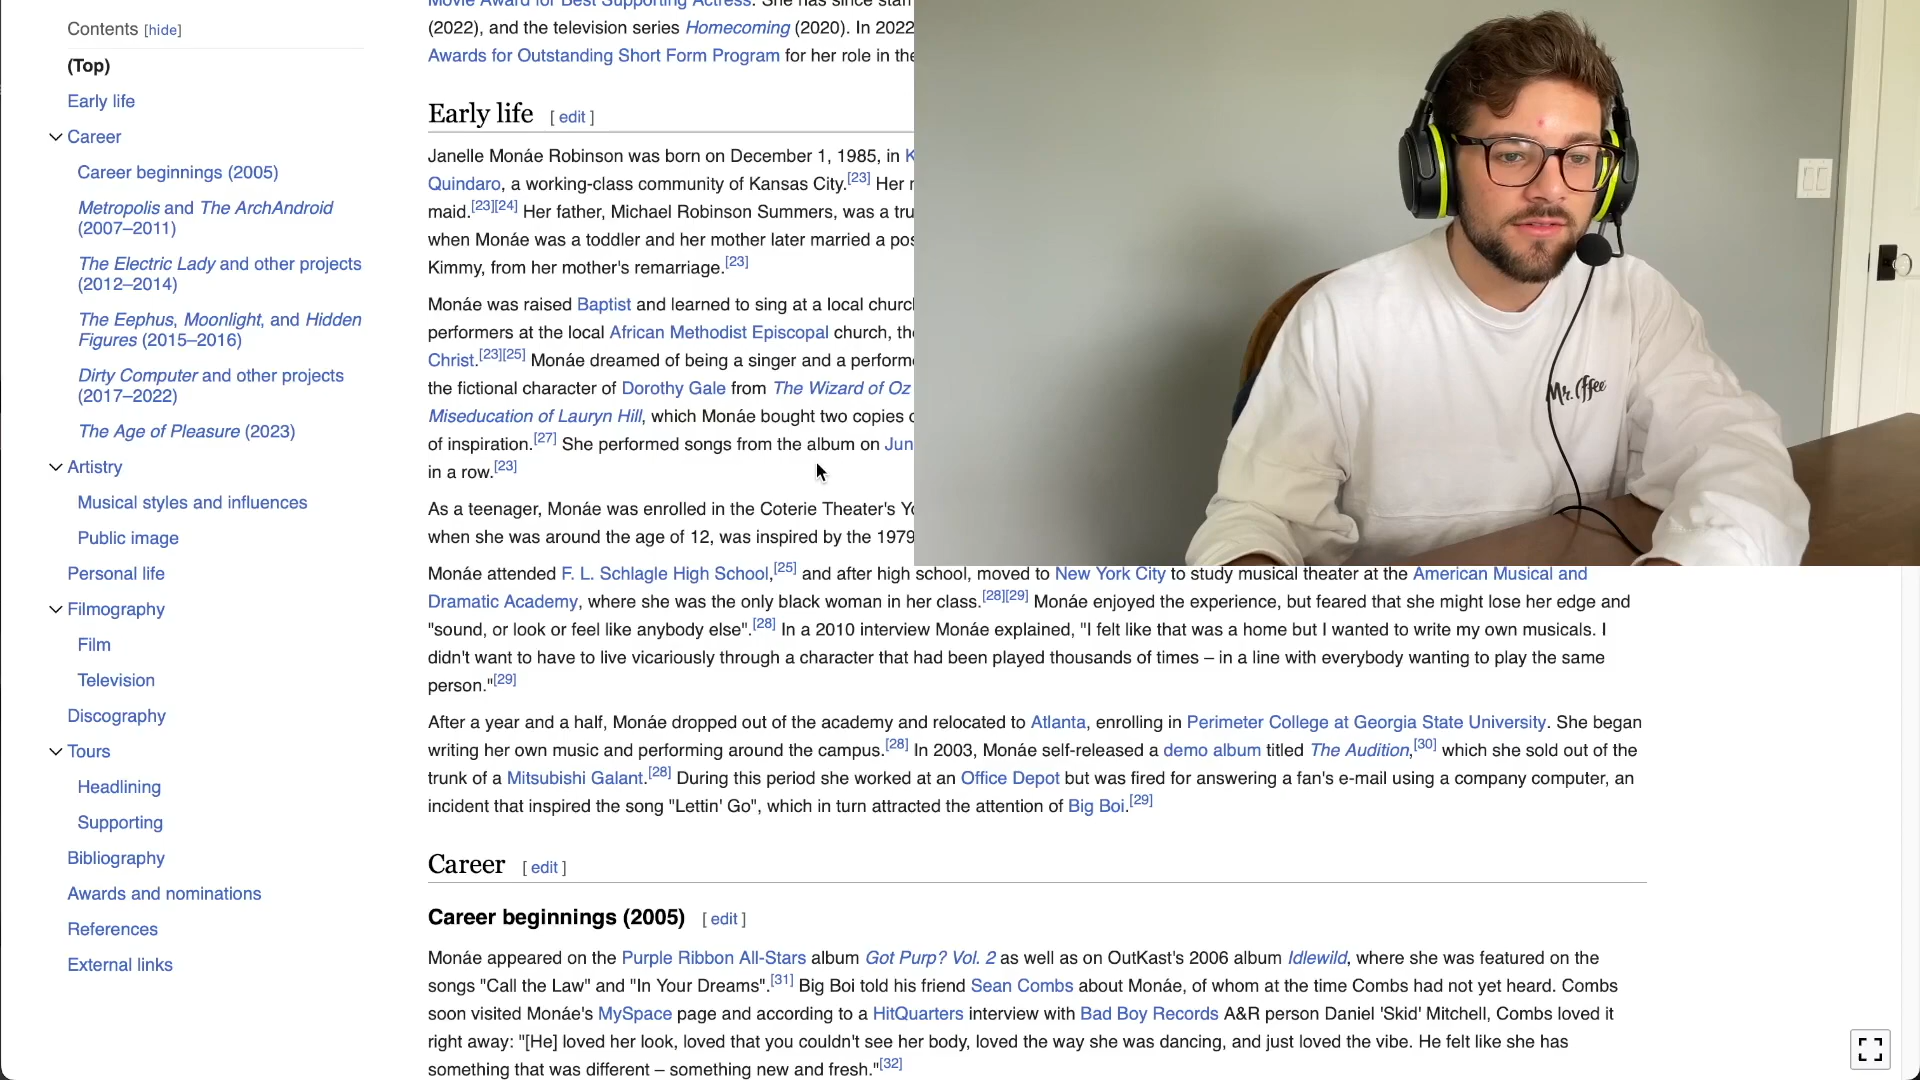 Contents [hide]
(Top)
Early life
Career
Career beginnings (2005)
Metropolis and The ArchAndroid
(2007–2011)
The Electric Lady and other projects
(2012–2014)
The Eephus, Moonlight, and Hidden
Figures (2015–2016)
Dirty Computer and other projects
(2017–2022)
The Age of Pleasure (2023)
Artistry
Musical styles and influences
Public image
Personal life
Filmography
Film
Television
Discography
Tours
Headlining
Supporting
Bibliography
Awards and nominations
References
External links
Movie Award for Best Supporting Actress. She has since
(2022), and the television series Homecoming (2020). In 2022
Awards for Outstanding Short Form Program for her role in the
Early life [ edit ]
Janelle Monáe Robinson was born on December 1, 1985, in K
Quindaro, a working-class community of Kansas City.[23] Her
maid.[23][24] Her father, Michael Robinson Summers, was a tru
when Monáe was a toddler and her mother later married a pos
Kimmy, from her mother's remarriage.[23]
Monáe was raised Baptist and learned to sing at a local church
performers at the local African Methodist Episcopal church, the
Christ.[23][25] Monáe dreamed of being a singer and a performe
the fictional character of Dorothy Gale from The Wizard of Oz
Miseducation of Lauryn Hill, which Monáe bought two copies
of inspiration.[27] She performed songs from the album on Jun
in a row.[23]
As a teenager, Monáe was enrolled in the Coterie Theater's Yo
when she was around the age of 12, was inspired by the 1979
Monáe attended F. L. Schlagle High School,[25] and after high school, moved to New York City to study musical theater at the American Musical and
Dramatic Academy, where she was the only black woman in her class.[28][29] Monáe enjoyed the experience, but feared that she might lose her edge and
"sound, or look or feel like anybody else".[28] In a 2010 interview Monáe explained, "I felt like that was a home but I wanted to write my own musicals. I
didn't want to have to live vicariously through a character that had been played thousands of times – in a line with everybody wanting to play the same
person."[29]
After a year and a half, Monáe dropped out of the academy and relocated to Atlanta, enrolling in Perimeter College at Georgia State University. She began
writing her own music and performing around the campus.[28] In 2003, Monáe self-released a demo album titled The Audition,[30] which she sold out of the
trunk of a Mitsubishi Galant.[28] During this period she worked at an Office Depot but was fired for answering a fan's e-mail using a company computer, an
incident that inspired the song "Lettin' Go", which in turn attracted the attention of Big Boi.[29]
Career [ edit ]
Career beginnings (2005) [ edit ]
Monáe appeared on the Purple Ribbon All-Stars album Got Purp? Vol. 2 as well as on OutKast's 2006 album Idlewild, where she was featured on the
songs "Call the Law" and "In Your Dreams".[31] Big Boi told his friend Sean Combs about Monáe, of whom at the time Combs had not yet heard. Combs
soon visited Monáe's MySpace page and according to a HitQuarters interview with Bad Boy Records A&R person Daniel 'Skid' Mitchell, Combs loved it
right away: "[He] loved her look, loved that you couldn't see her body, loved the way she was dancing, and just loved the vibe. He felt like she has
something that was different – something new and fresh."[32]
Mr. Coffee